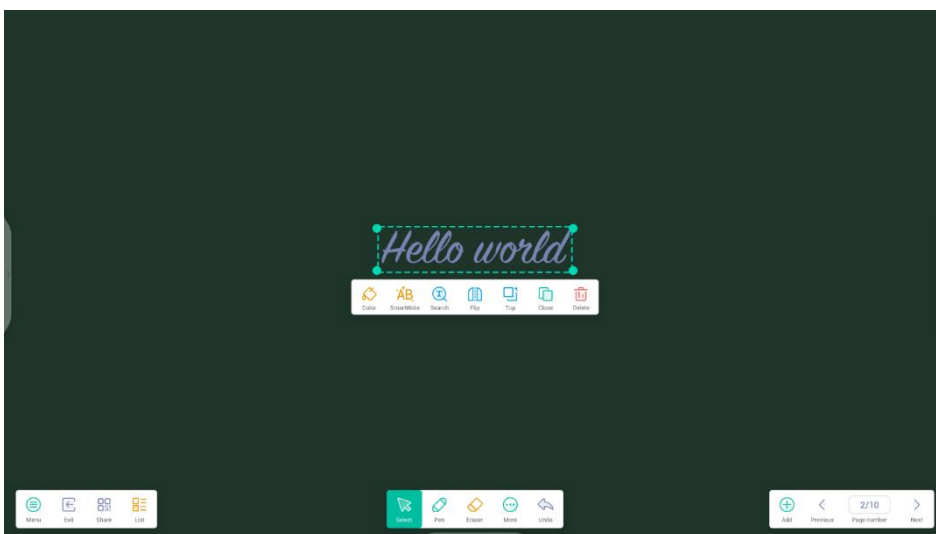 Hello world
Color SmartWrite Search Flip Top Clone Delete
Menu Exit Share List Select Pen Eraser More Undo Add Previous 2/10 Page number Next